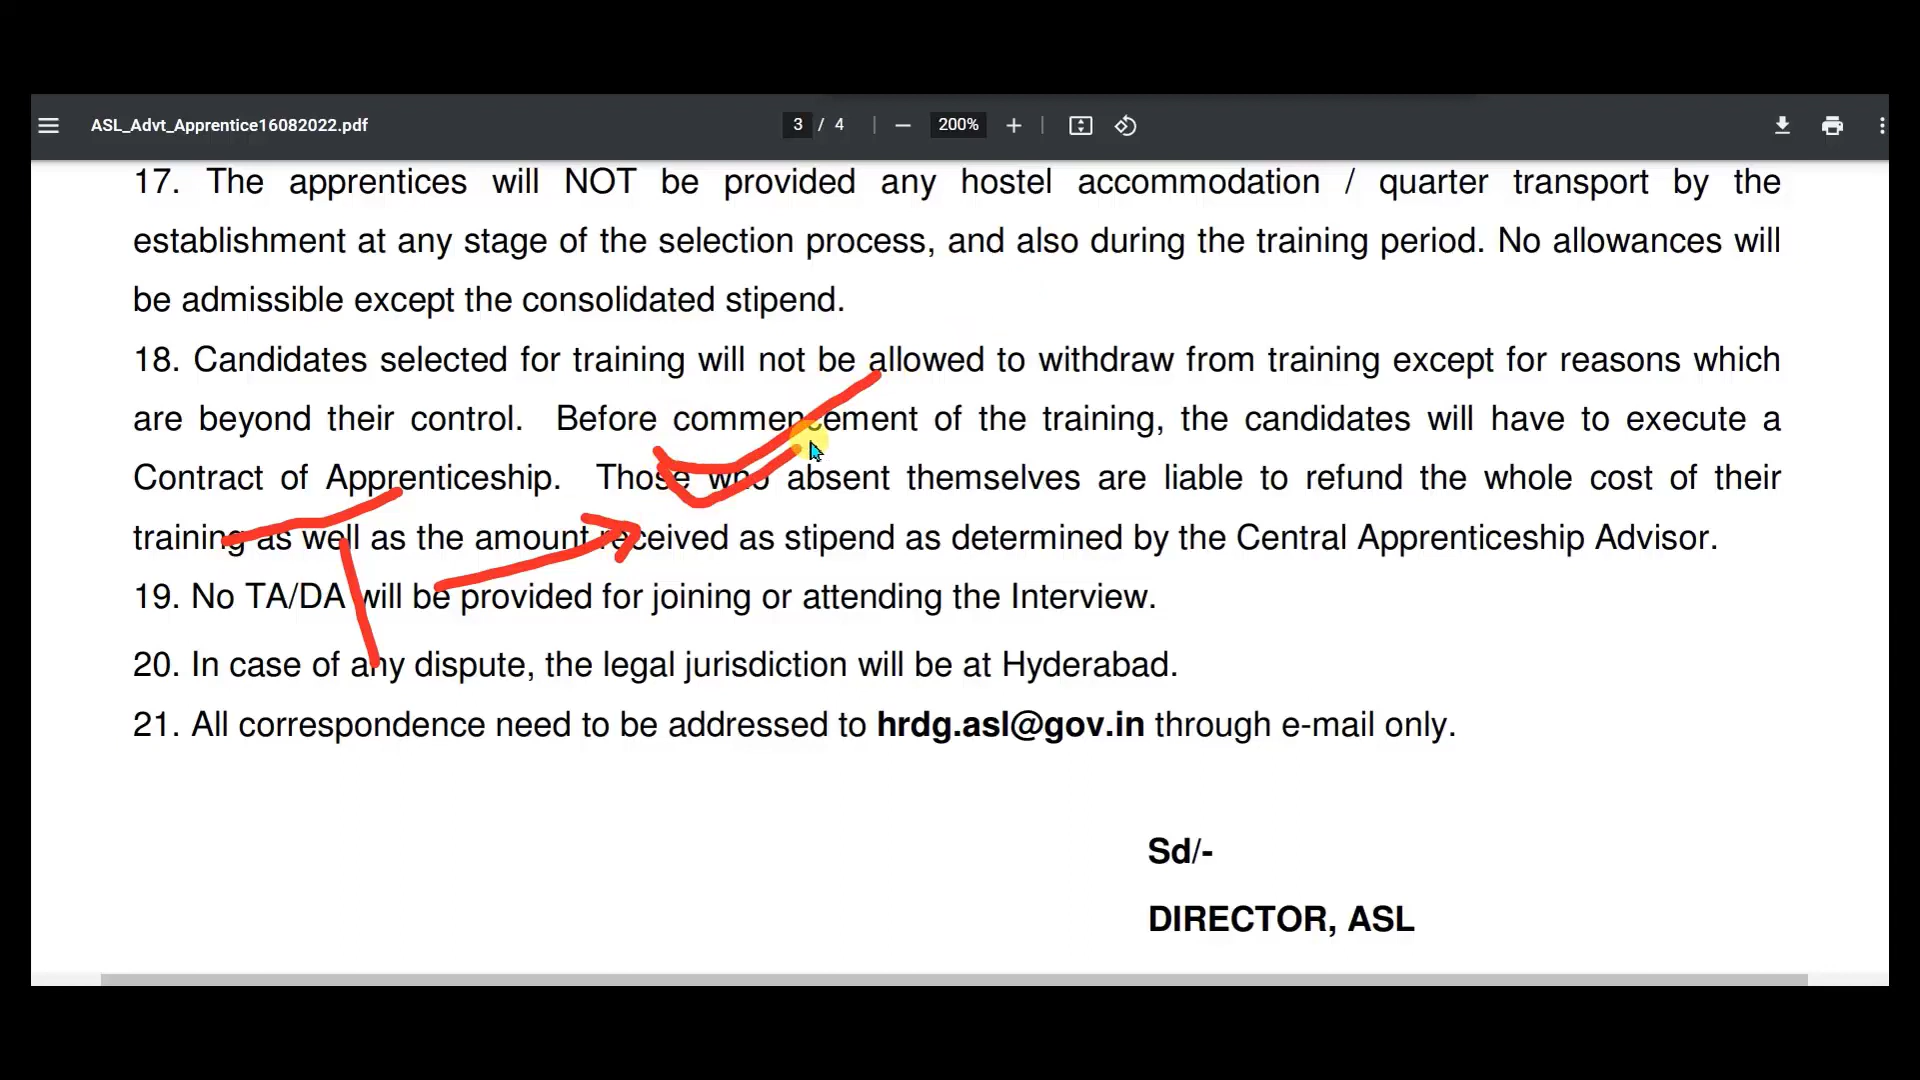 ASL_Advt_Apprentice16082022.pdf
3 / 4
200%
17. The apprentices will NOT be provided any hostel accommodation / quarter transport by the
establishment at any stage of the selection process, and also during the training period. No allowances will
be admissible except the consolidated stipend.
18. Candidates selected for training will not be allowed to withdraw from training except for reasons which
are beyond their control. Before commencement of the training, the candidates will have to execute a
Contract of Apprenticeship. Those who absent themselves are liable to refund the whole cost of their
training as well as the amount received as stipend as determined by the Central Apprenticeship Advisor.
19. No TA/DA will be provided for joining or attending the Interview.
20. In case of any dispute, the legal jurisdiction will be at Hyderabad.
21. All correspondence need to be addressed to hrdg.asl@gov.in through e-mail only.
Sd/-
DIRECTOR, ASL